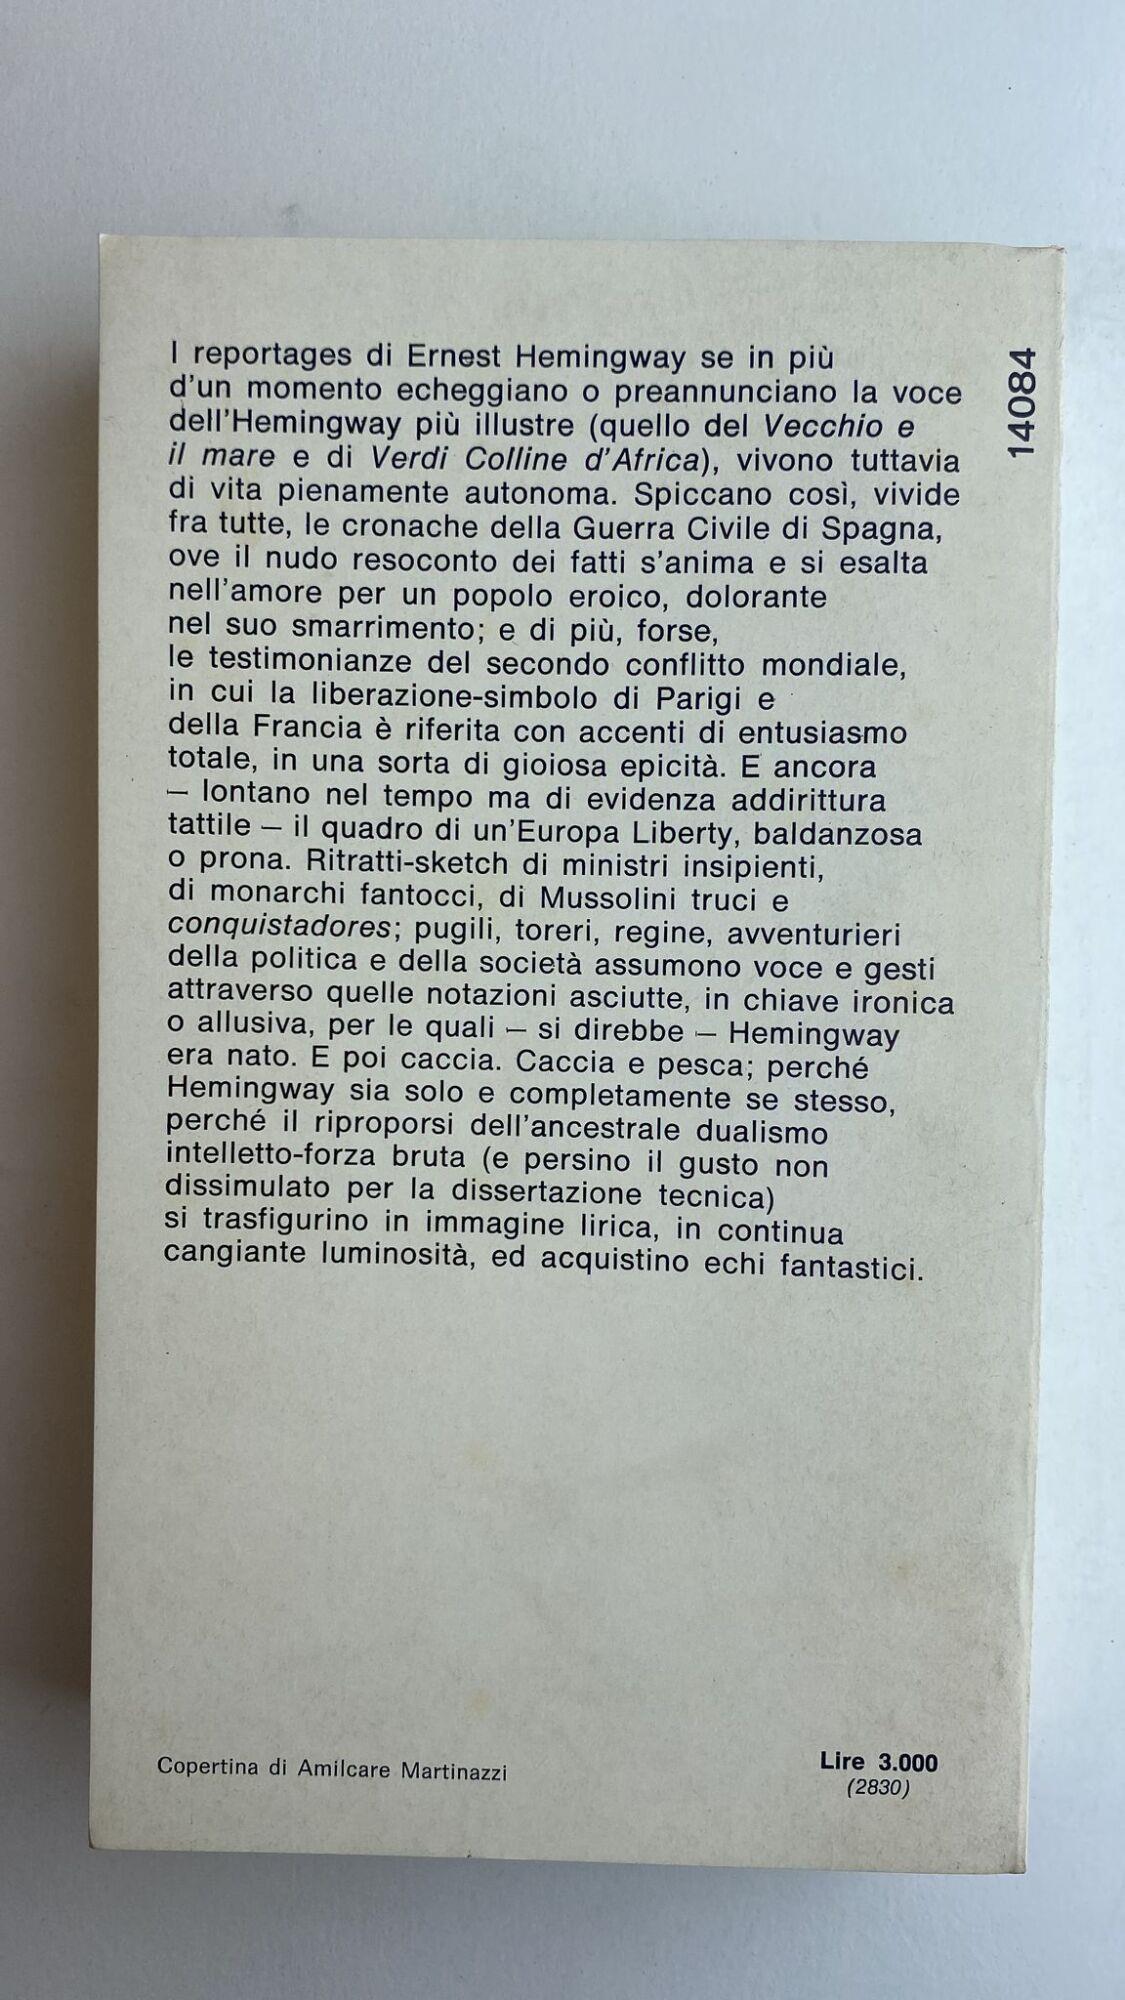 I reportages di Ernest Hemingway se in più
d'un momento echeggiano o preannunciano la voce
dell'Hemingway più illustre (quello del Vecchio e
il mare e di Verdi Colline d'Africa), vivono tuttavia
di vita pienamente autonoma. Spiccano così, vivide
fra tutte, le cronache della Guerra Civile di Spagna,
ove il nudo resoconto dei fatti s'anima e si esalta
nell'amore per un popolo eroico, dolorante
nel suo smarrimento; e di più, forse,
le testimonianze del secondo conflitto mondiale,
in cui la liberazione-simbolo di Parigi e
della Francia è riferita con accenti di entusiasmo
totale, in una sorta di gioiosa epicità. E ancora
— lontano nel tempo ma di evidenza addirittura
tattile — il quadro di un'Europa Liberty, baldanzosa
o prona. Ritratti-sketch di ministri insipienti,
di monarchi fantocci, di Mussolini truci e
conquistadores; pugili, toreri, regine, avventurieri
della politica e della società assumono voce e gesti
attraverso quelle notazioni asciutte, in chiave ironica
o allusiva, per le quali — si direbbe — Hemingway
era nato. E poi caccia. Caccia e pesca; perché
Hemingway sia solo e completamente se stesso,
perché il riproporsi dell'ancestrale dualismo
intelletto-forza bruta (e persino il gusto non
dissimulato per la dissertazione tecnica)
si trasfigurino in immagine lirica, in continua
cangiante luminosità, ed acquistino echi fantastici.
14084
Copertina di Amilcare Martinazzi
Lire 3.000
(2830)